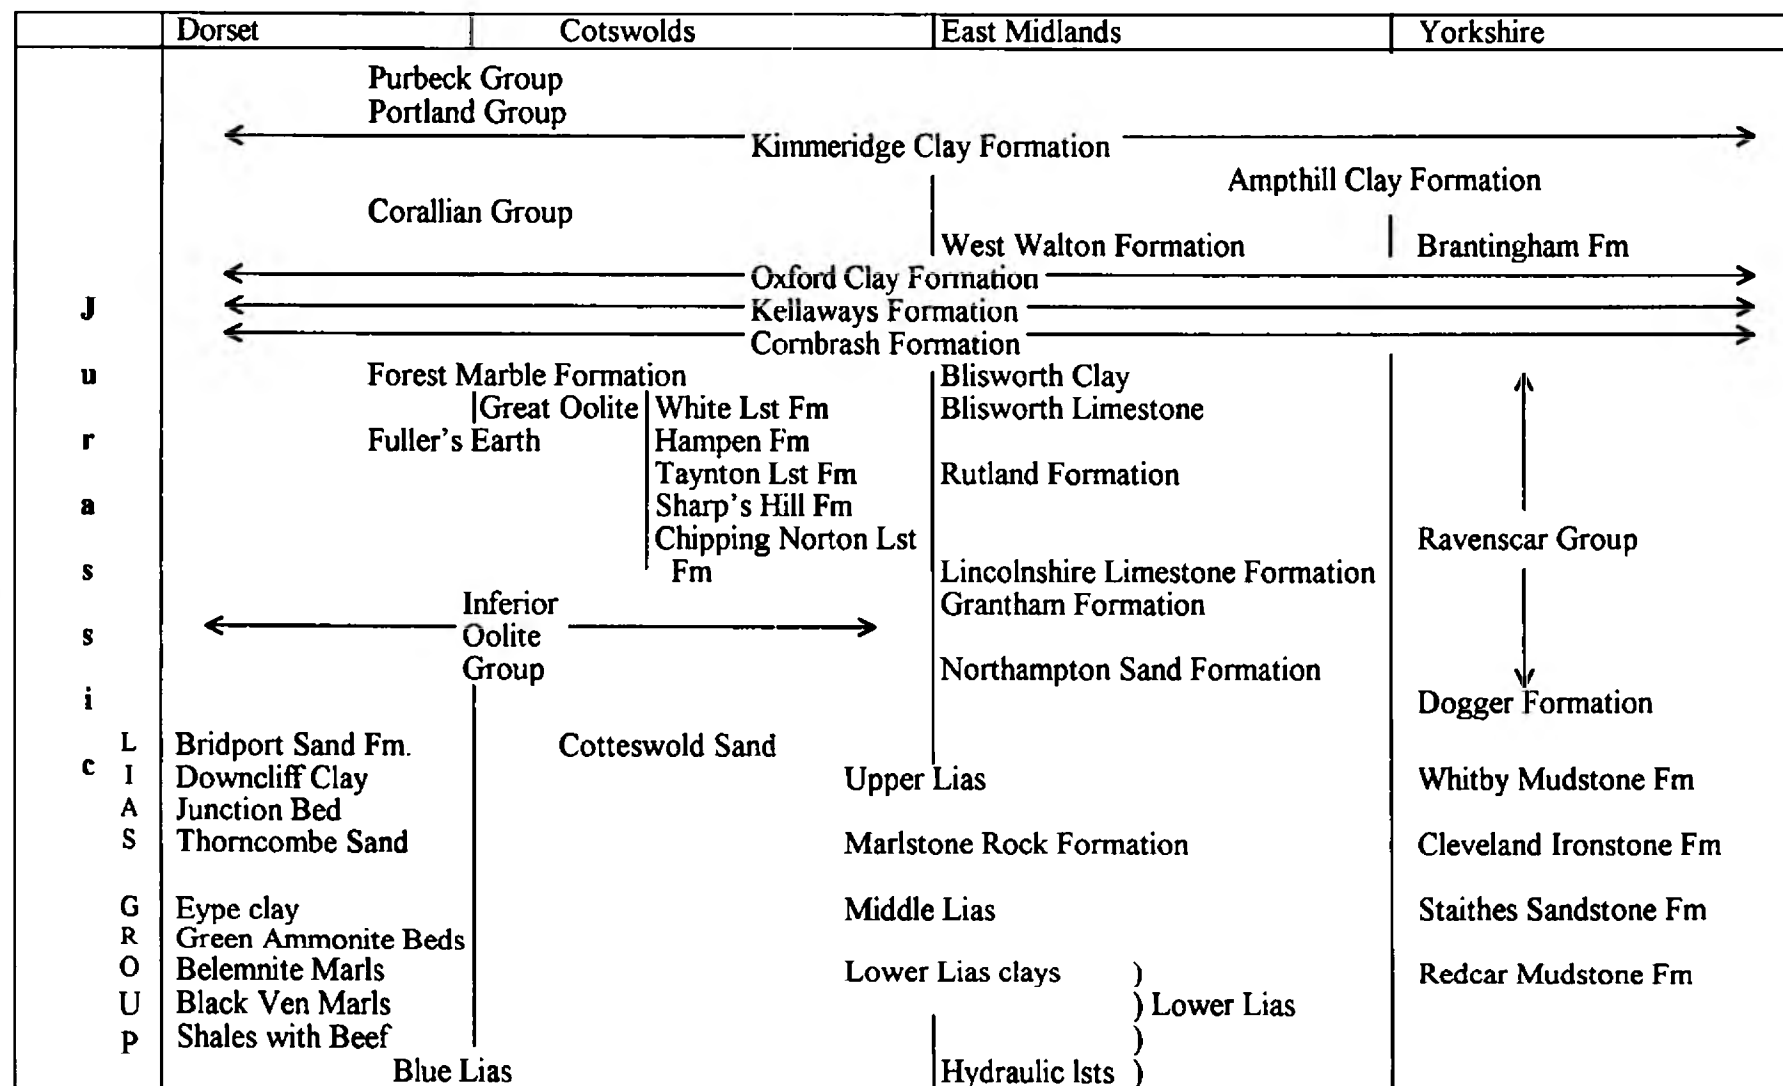 Dorset Cotswolds East Midlands Yorkshire
Purbeck Group
Portland Group
Kimmeridge Clay Formation
Ampthill Clay Formation
Corallian Group
West Walton Formation Brantingham Fm
Oxford Clay Formation
J Kellaways Formation
Cornbrash Formation
u Forest Marble Formation Blisworth Clay
Great Oolite White Lst Fm Blisworth Limestone
r Fuller's Earth Hampen Fm
Taynton Lst Fm Rutland Formation
a Sharp's Hill Fm
Chipping Norton Lst Ravenscar Group
s Fm Lincolnshire Limestone Formation
Inferior Grantham Formation
s Oolite
Group Northampton Sand Formation
i Dogger Formation
L Bridport Sand Fm. Cotteswold Sand
c I Downcliff Clay Upper Lias Whitby Mudstone Fm
A Junction Bed
S Thorncombe Sand Marlstone Rock Formation Cleveland Ironstone Fm
G Eype clay Middle Lias Staithes Sandstone Fm
R Green Ammonite Beds
O Belemnite Marls Lower Lias clays ) Redcar Mudstone Fm
U Black Ven Marls ) Lower Lias
P Shales with Beef )
Blue Lias Hydraulic lsts )